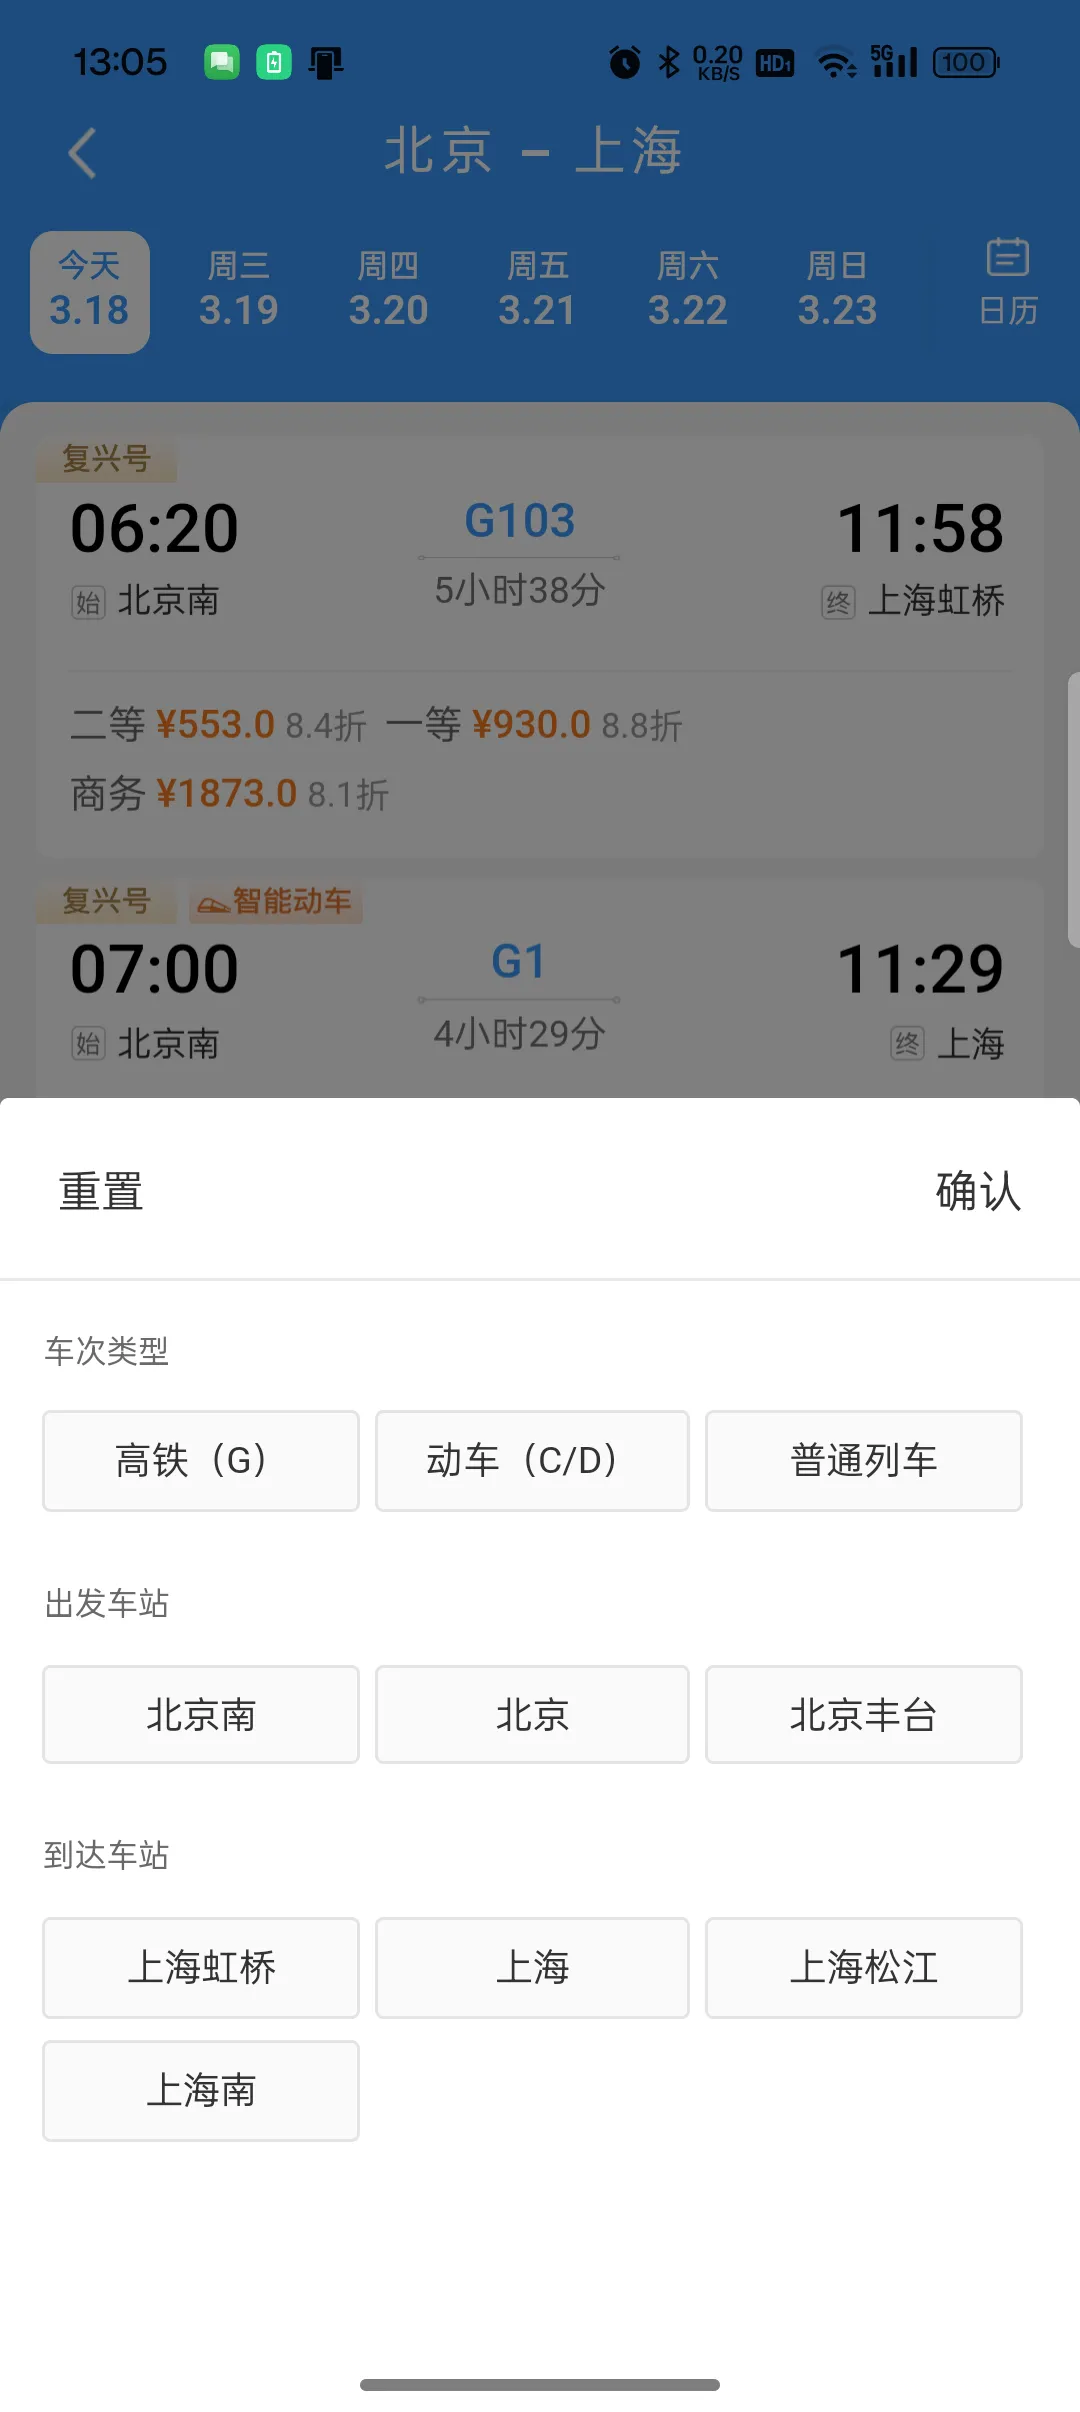 13:05 0.20 KB/S HD1 5G 100
北京 – 上海
今天 周三 周四 周五 周六 周日
3.18 3.19 3.20 3.21 3.22 3.23 日历
复兴号
06:20 G103 11:58
始 北京南 5小时38分 终 上海虹桥
二等 ¥553.0 8.4折 一等 ¥930.0 8.8折
商务 ¥1873.0 8.1折
复兴号 智能动车
07:00 G1 11:29
始 北京南 4小时29分 终 上海
重置 确认
车次类型
高铁（G） 动车（C/D） 普通列车
出发车站
北京南 北京 北京丰台
到达车站
上海虹桥 上海 上海松江
上海南